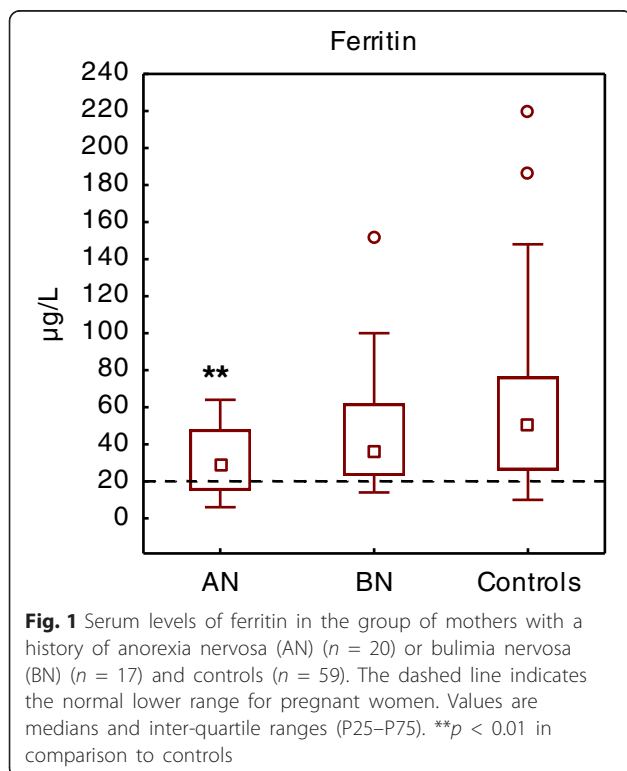 Ferritin
240
220
200
180
160
140
120
100
80
60
40
20
0
µg/L
**
AN
BN
Controls
Fig. 1 Serum levels of ferritin in the group of mothers with a
history of anorexia nervosa (AN) (n = 20) or bulimia nervosa
(BN) (n = 17) and controls (n = 59). The dashed line indicates
the normal lower range for pregnant women. Values are
medians and inter-quartile ranges (P25–P75). **p < 0.01 in
comparison to controls